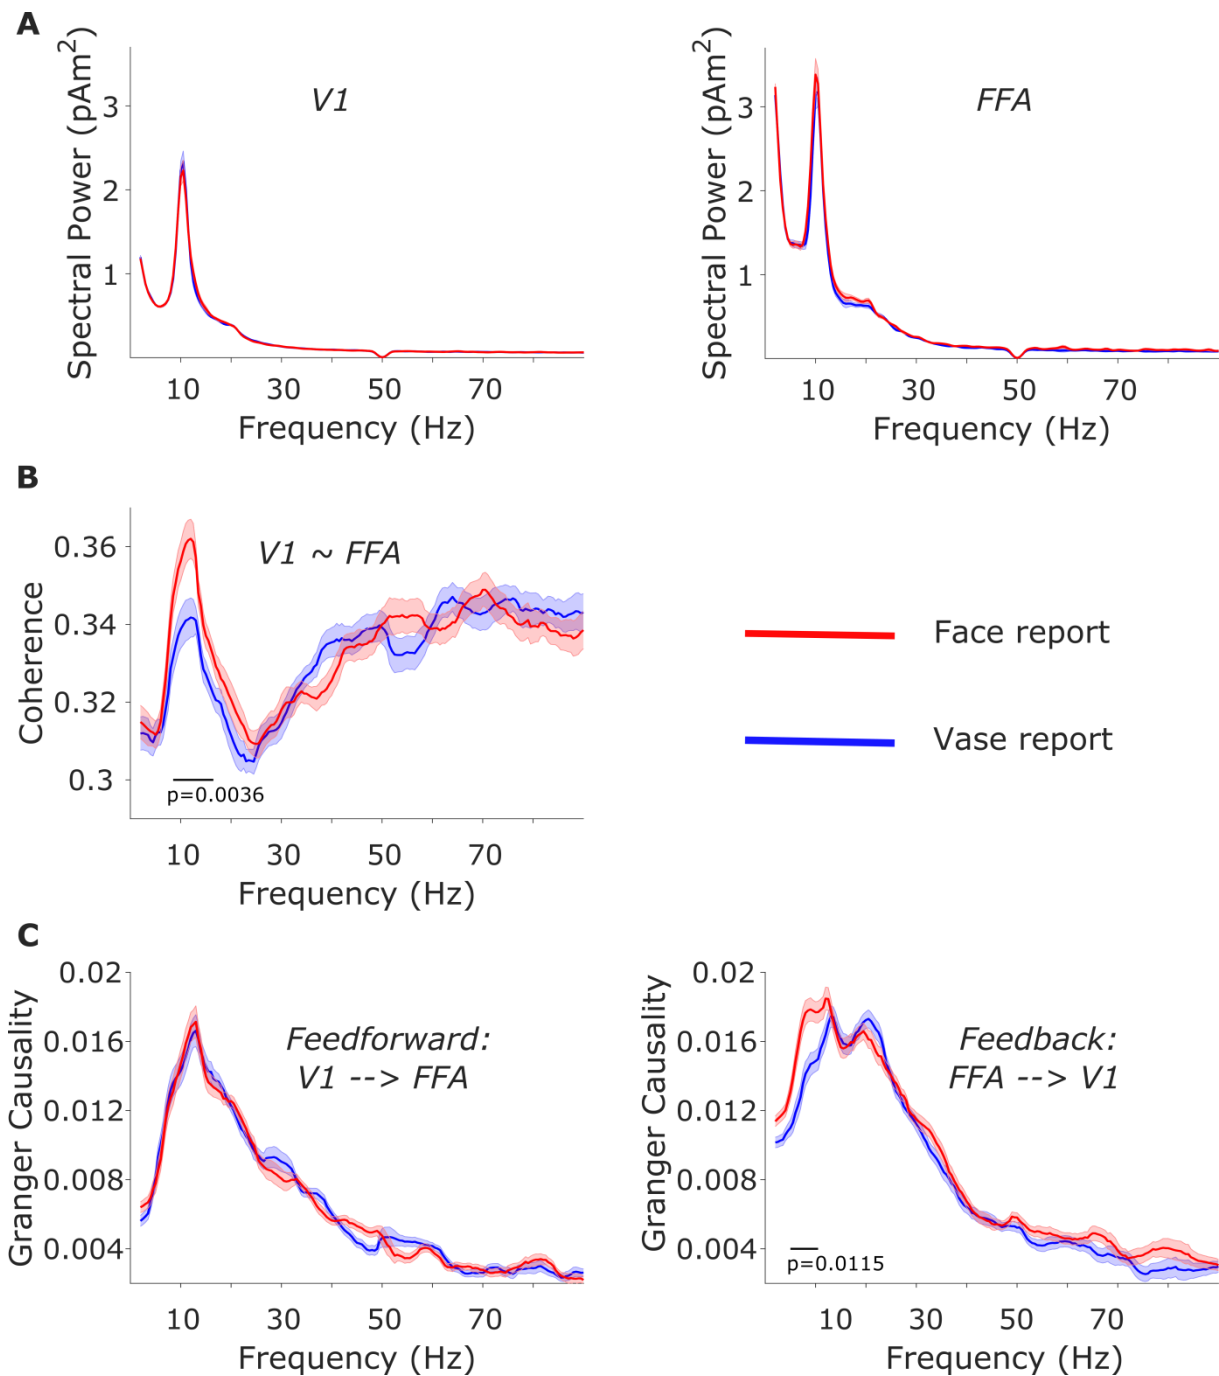 A
Spectral Power (pAm²)
3
2
1
V1
10 30 50 70
Frequency (Hz)
Spectral Power (pAm²)
3
2
1
FFA
10 30 50 70
Frequency (Hz)
B
Coherence
0.36
0.34
0.32
0.3
V1 ~ FFA
p=0.0036
10 30 50 70
Frequency (Hz)
Face report
Vase report
C
Granger Causality
0.02
0.016
0.012
0.008
0.004
Feedforward:
V1 --> FFA
10 30 50 70
Frequency (Hz)
Granger Causality
0.02
0.016
0.012
0.008
0.004
Feedback:
FFA --> V1
p=0.0115
10 30 50 70
Frequency (Hz)